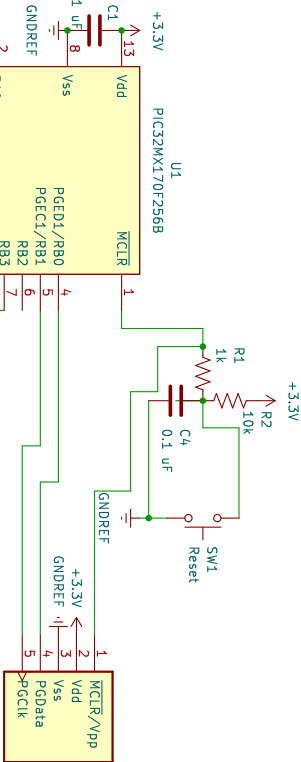 +3.3V
C1
1 uF
GNDREF
8
13
2
Vss
Vdd
U1
PIC32MX170F256B
MCLR
PGED1/RB0
PGEC1/RB1
RB2
RB3
1
4
5
6
7
R1
1k
+3.3V
R2
10k
C4
0.1 uF
GNDREF
SW1
Reset
+3.3V
GNDREF
1
2
3
4
5
MCLR/Vpp
Vdd
Vss
PGData
PGClk